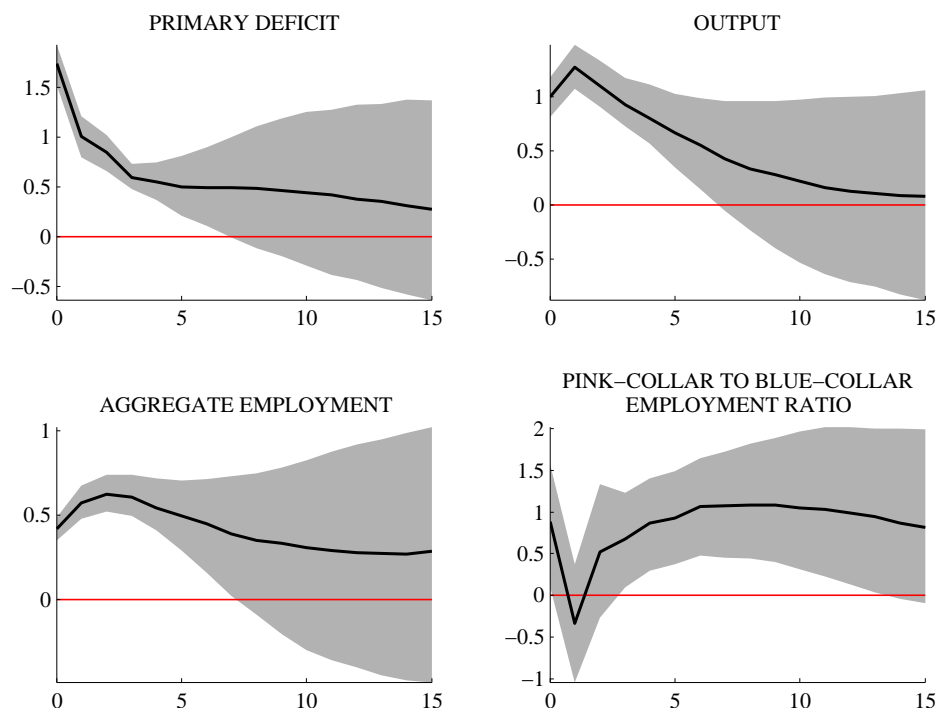 PRIMARY DEFICIT
1.5
1
0.5
0
−0.5
0 5 10 15
OUTPUT
1
0.5
0
−0.5
0 5 10 15
AGGREGATE EMPLOYMENT
1
0.5
0
0 5 10 15
PINK−COLLAR TO BLUE−COLLAR
EMPLOYMENT RATIO
2
1.5
1
0.5
0
−0.5
−1
0 5 10 15